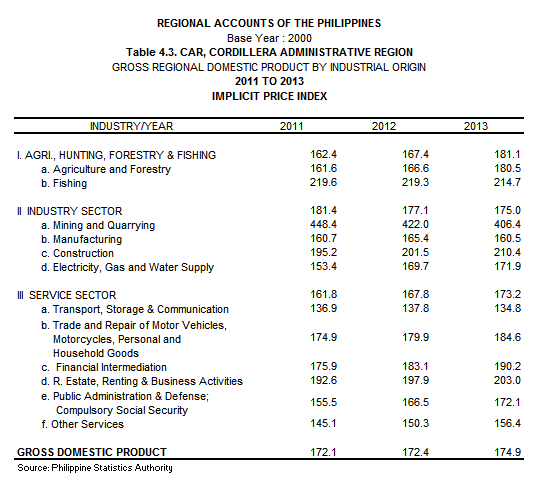 REGIONAL ACCOUNTS OF THE PHILIPPINES
Base Year : 2000
Table 4.3. CAR, CORDILLERA ADMINISTRATIVE REGION
GROSS REGIONAL DOMESTIC PRODUCT BY INDUSTRIAL ORIGIN
2011 TO 2013
IMPLICIT PRICE INDEX
INDUSTRY/YEAR 2011 2012 2013
I. AGRI., HUNTING, FORESTRY & FISHING 162.4 167.4 181.1
a. Agriculture and Forestry 161.6 166.6 180.5
b. Fishing 219.6 219.3 214.7
II INDUSTRY SECTOR 181.4 177.1 175.0
a. Mining and Quarrying 448.4 422.0 406.4
b. Manufacturing 160.7 165.4 160.5
c. Construction 195.2 201.5 210.4
d. Electricity, Gas and Water Supply 153.4 169.7 171.9
III SERVICE SECTOR 161.8 167.8 173.2
a. Transport, Storage & Communication 136.9 137.8 134.8
b. Trade and Repair of Motor Vehicles,
Motorcycles, Personal and 174.9 179.9 184.6
Household Goods
c. Financial Intermediation 175.9 183.1 190.2
d. R. Estate, Renting & Business Activities 192.6 197.9 203.0
e. Public Administration & Defense; 155.5 166.5 172.1
Compulsory Social Security
f. Other Services 145.1 150.3 156.4
GROSS DOMESTIC PRODUCT 172.1 172.4 174.9
Source: Philippine Statistics Authority